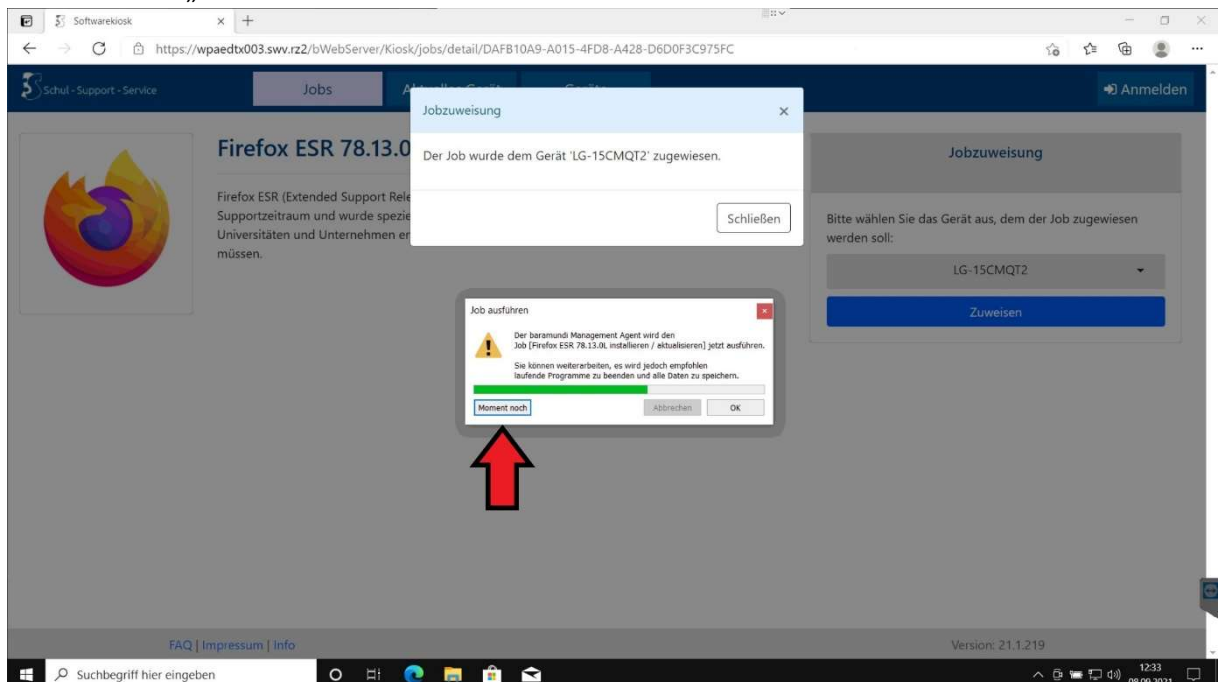 „
Softwarekiosk
https://wpaedtx003.swv.rz2/bWebServer/Kiosk/jobs/detail/DAFB10A9-A015-4FD8-A428-D6D0F3C975FC
Schul - Support - Service
Jobs
Anmelden
Jobzuweisung
Der Job wurde dem Gerät 'LG-15CMQT2' zugewiesen.
Schließen
Firefox ESR 78.13.0
Firefox ESR (Extended Support
Supportzeitraum und wurde
Universitäten und Unternehmen
müssen.
Jobzuweisung
Bitte wählen Sie das Gerät aus, dem der Job zugewiesen
werden soll:
LG-15CMQT2
Zuweisen
Job ausführen
Der baramundi Management Agent wird den
Job [Firefox ESR 78.13.0L installieren / aktualisieren] jetzt ausführen.
Sie können weiterarbeiten, es wird jedoch empfohlen
laufende Programme zu beenden und alle Daten zu speichern.
Moment noch
Abbrechen
OK
FAQ | Impressum | Info
Version: 21.1.219
Suchbegriff hier eingeben
12:33
08.09.2021